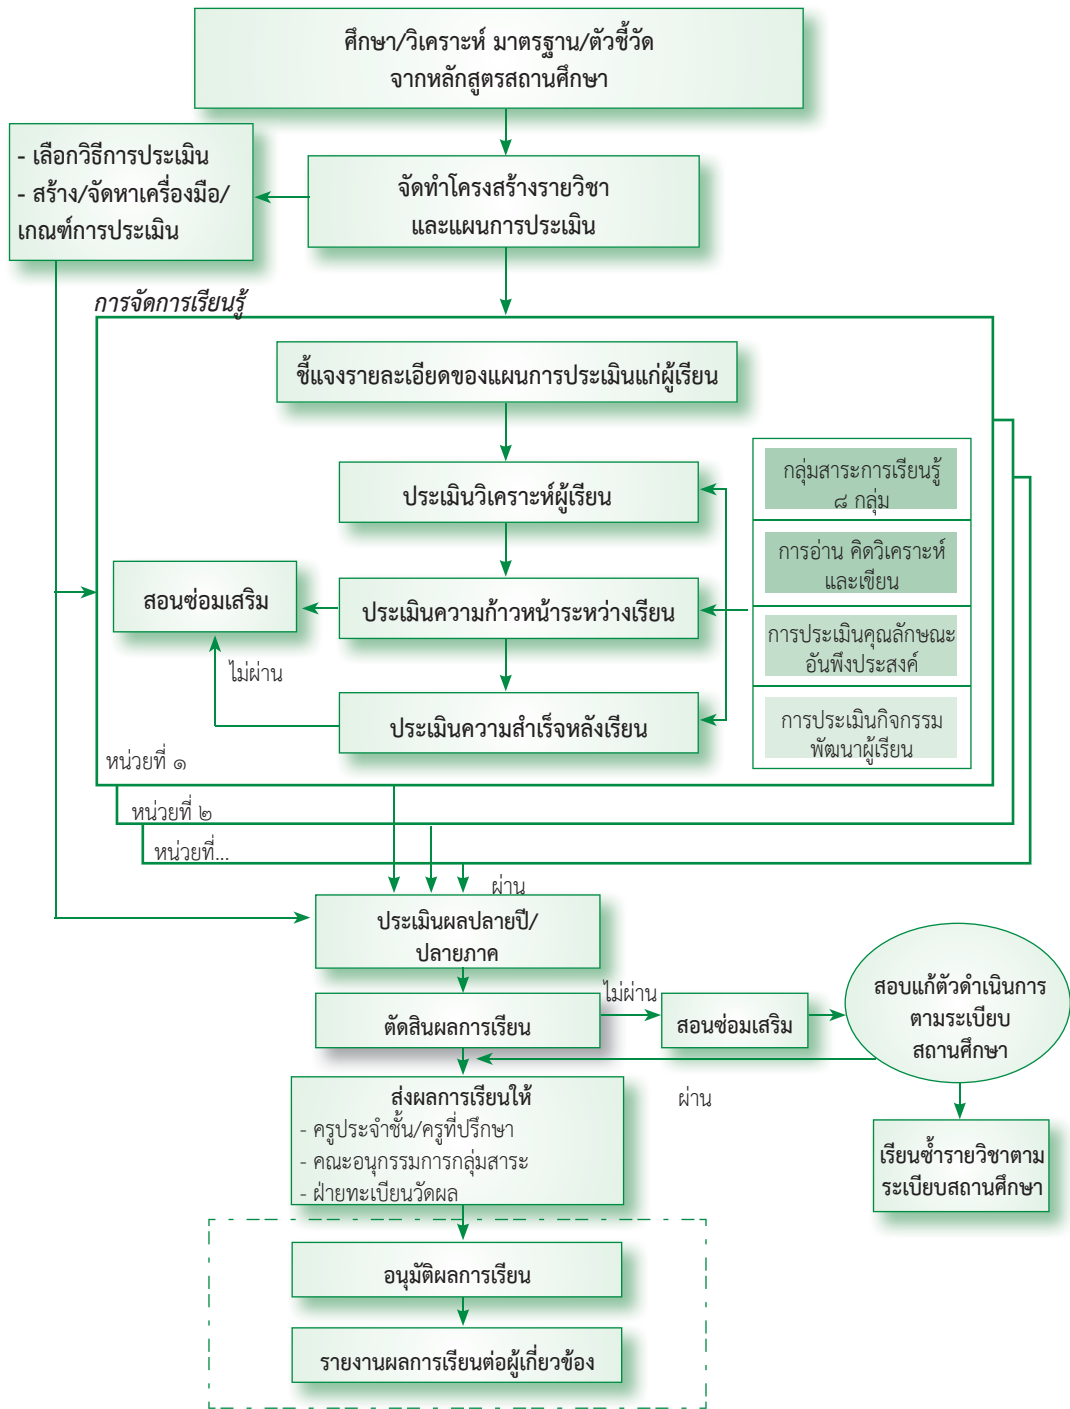 ศึกษา/วิเคราะห์ มาตรฐาน/ตัวชี้วัด
จากหลักสูตรสถานศึกษา
- เลือกวิธีการประเมิน
- สร้าง/จัดหาเครื่องมือ/
เกณฑ์การประเมิน
จัดทำโครงสร้างรายวิชา
และแผนการประเมิน
การจัดการเรียนรู้
ชี้แจงรายละเอียดของแผนการประเมินแก่ผู้เรียน
ประเมินวิเคราะห์ผู้เรียน
กลุ่มสาระการเรียนรู้
๘ กลุ่ม
การอ่าน คิดวิเคราะห์
และเขียน
สอนซ่อมเสริม
ประเมินความก้าวหน้าระหว่างเรียน
การประเมินคุณลักษณะ
อันพึงประสงค์
ไม่ผ่าน
ประเมินความสำเร็จหลังเรียน
การประเมินกิจกรรม
พัฒนาผู้เรียน
หน่วยที่ ๑
หน่วยที่ ๒
หน่วยที่...
ผ่าน
ประเมินผลปลายปี/
ปลายภาค
ตัดสินผลการเรียน
ไม่ผ่าน
สอนซ่อมเสริม
สอบแก้ตัวดำเนินการ
ตามระเบียบ
สถานศึกษา
ผ่าน
ส่งผลการเรียนให้
- ครูประจำชั้น/ครูที่ปรึกษา
- คณะอนุกรรมการกลุ่มสาระ
- ฝ่ายทะเบียนวัดผล
เรียนซ้ำรายวิชาตาม
ระเบียบสถานศึกษา
อนุมัติผลการเรียน
รายงานผลการเรียนต่อผู้เกี่ยวข้อง